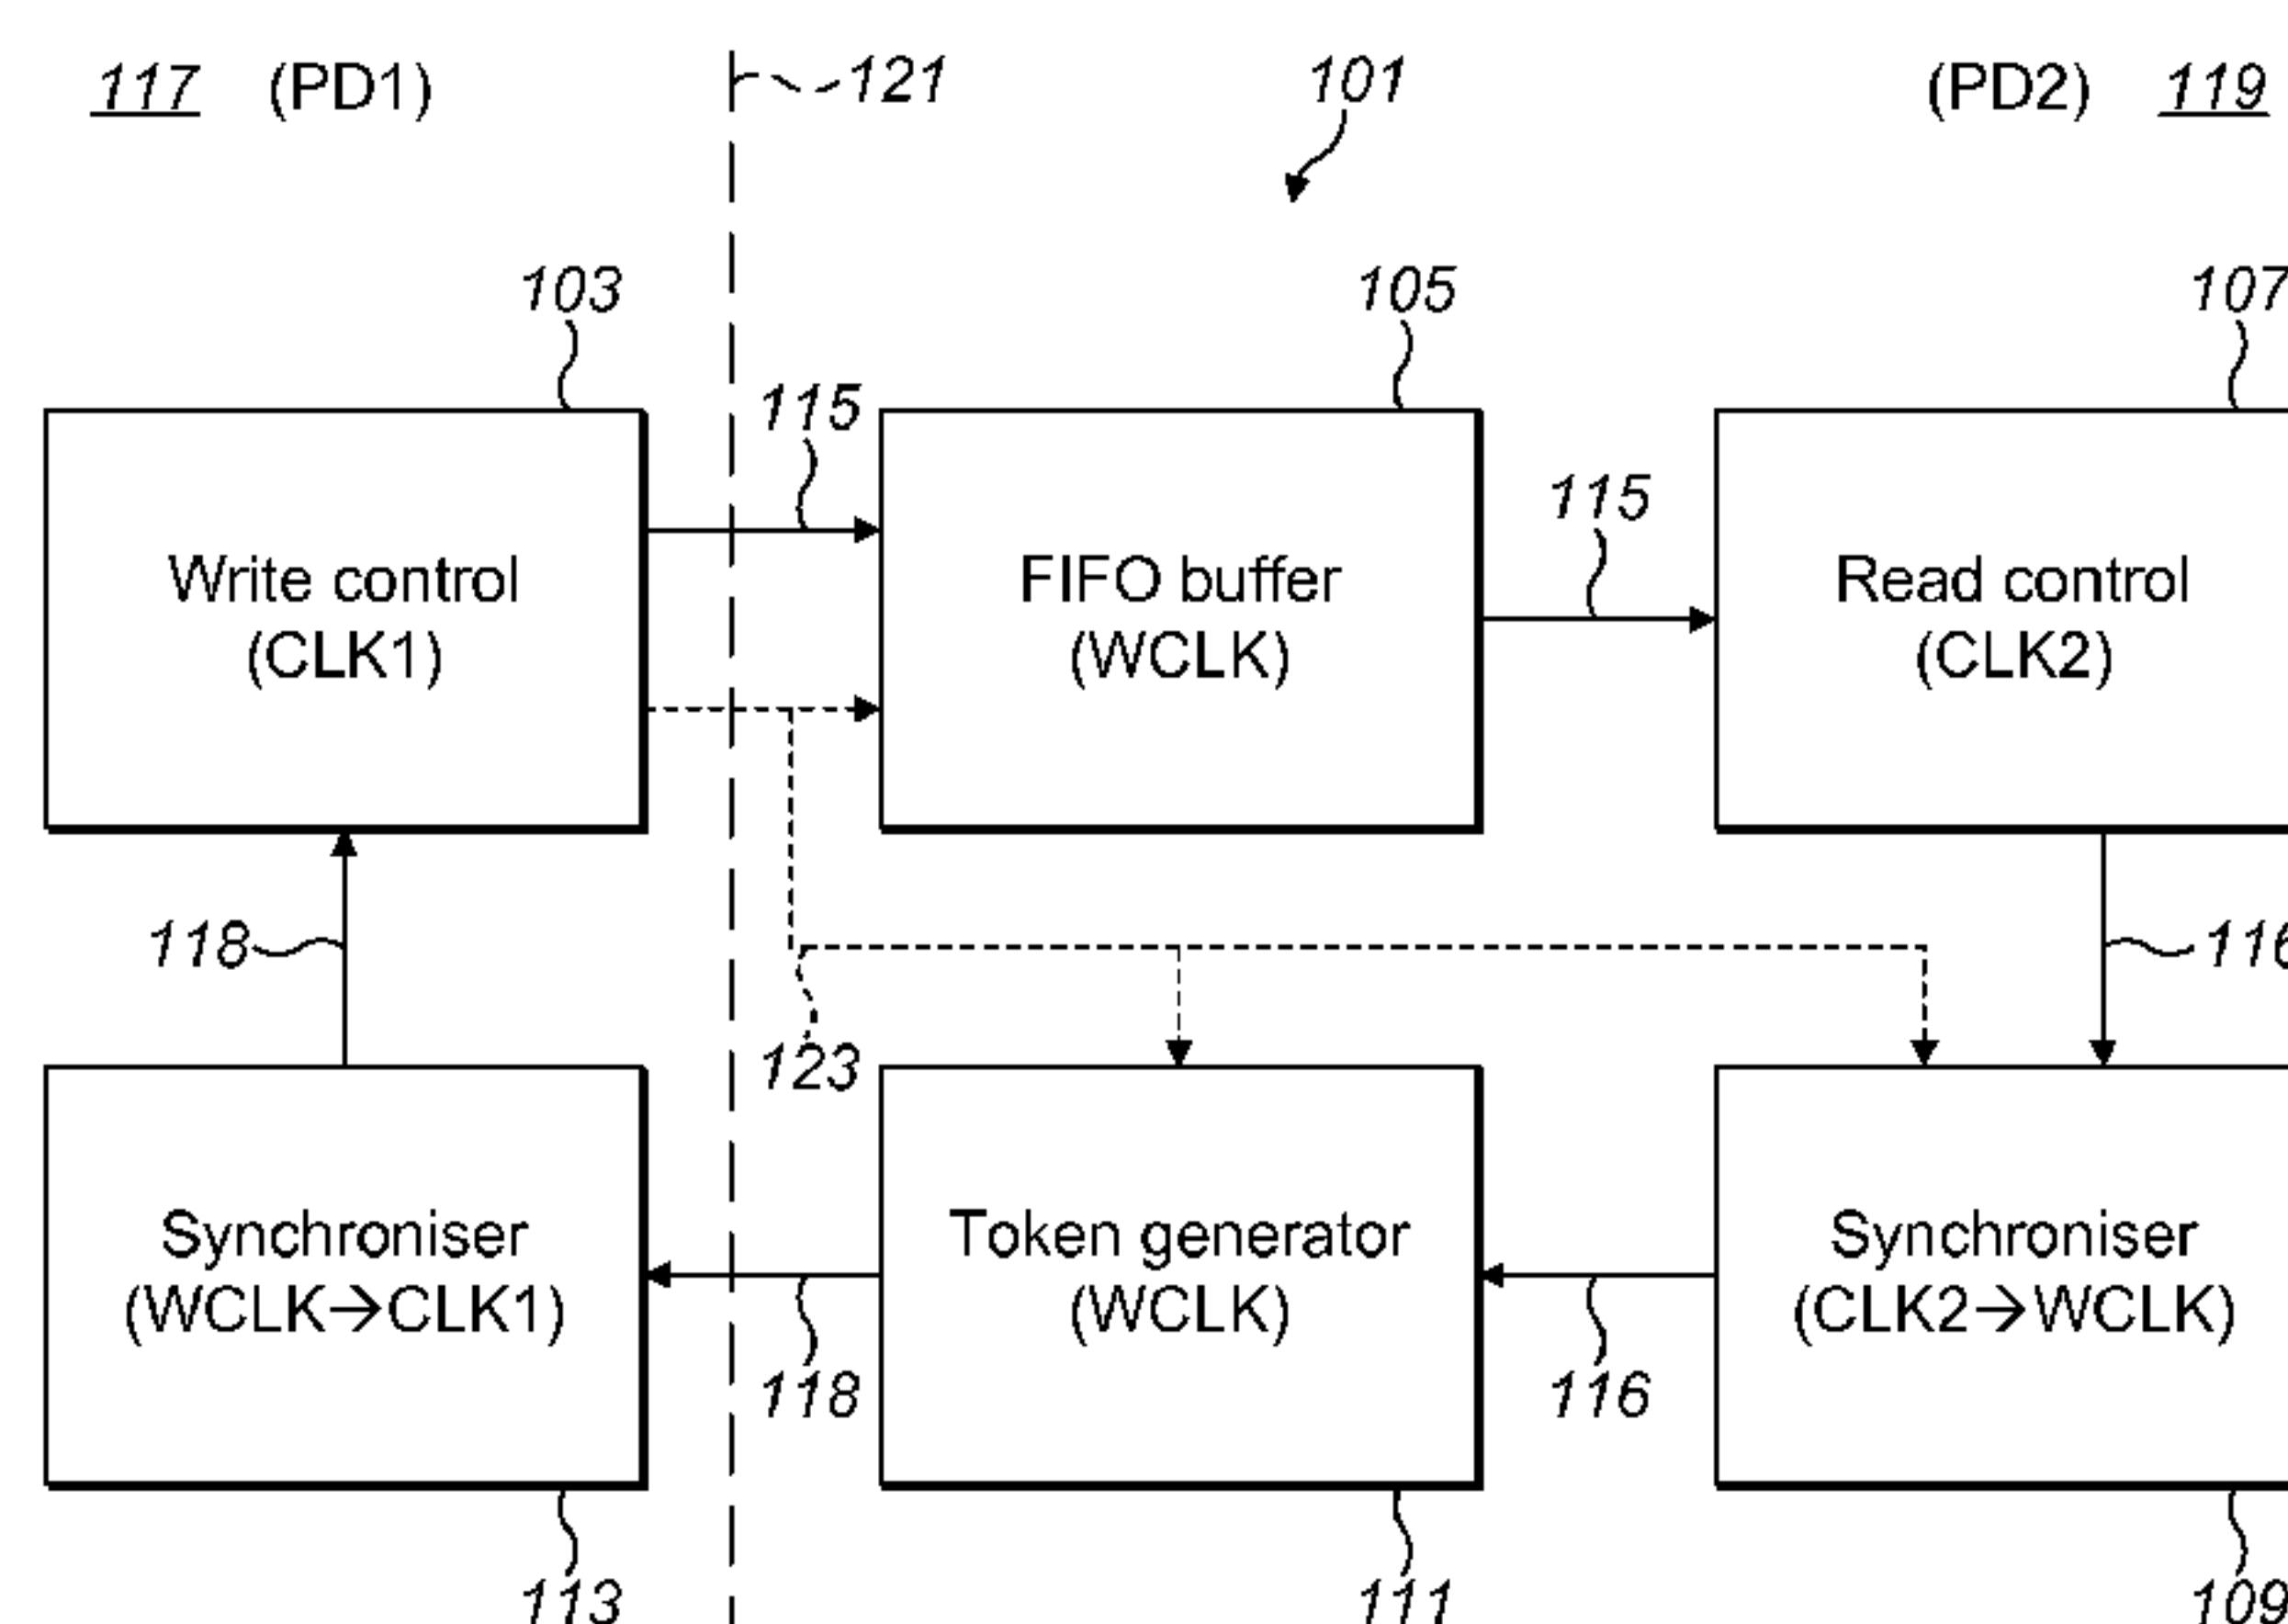 117 (PD1)
121
101
(PD2) 119
103
105
107
115
115
Write control
(CLK1)
FIFO buffer
(WCLK)
Read control
(CLK2)
118
116
123
Synchroniser
(WCLK→CLK1)
Token generator
(WCLK)
Synchroniser
(CLK2→WCLK)
118
116
113
111
109